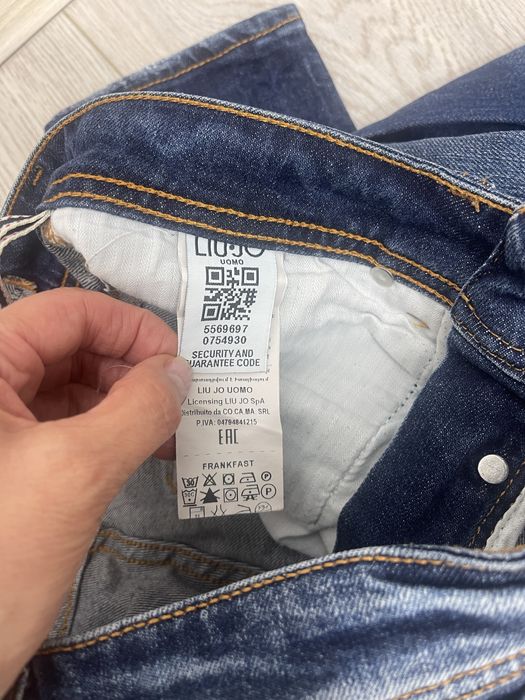 LIU·JO
UOMO
5569697
0754930
SECURITY AND
GUARANTEE CODE
LIU JO UOMO
Licensing LIU JO SpA
Distribuito da CO.CA.MA. SRL
P.IVA: 04794841215
EAC
FRANKFAST